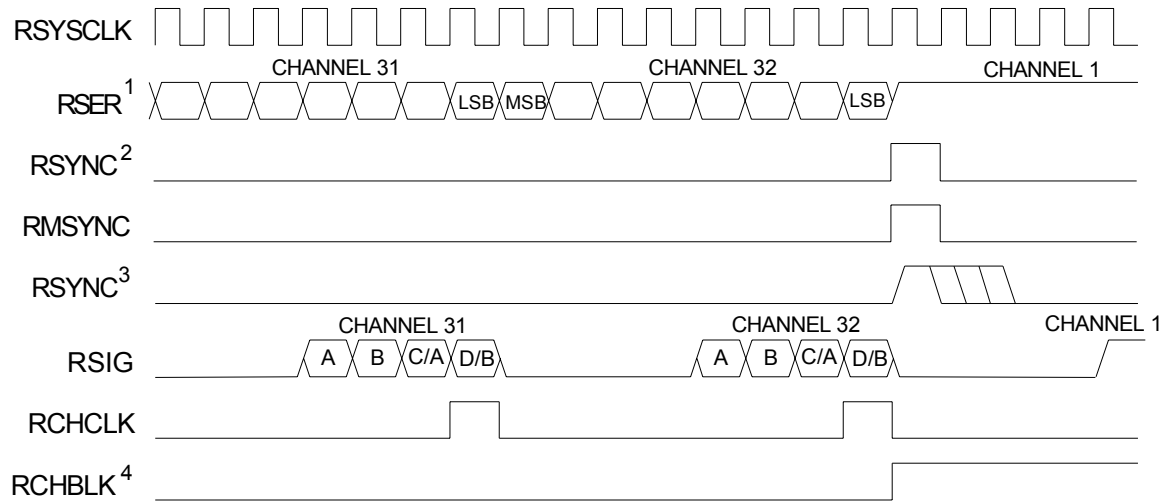 RSYSCLK
CHANNEL 31 CHANNEL 32 CHANNEL 1
RSER1 LSB MSB LSB
RSYNC2
RMSYNC
RSYNC3
CHANNEL 31 CHANNEL 32 CHANNEL 1
RSIG A B C/A D/B A B C/A D/B
RCHCLK
RCHBLK4